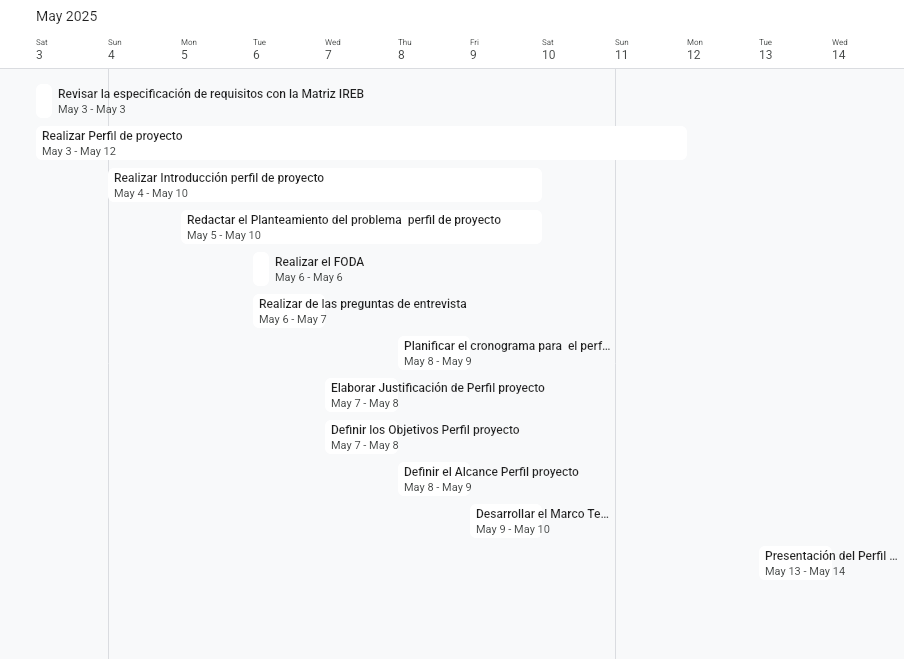 May 2025
Sat Sun Mon Tue Wed Thu Fri Sat Sun Mon Tue Wed
3 4 5 6 7 8 9 10 11 12 13 14
Revisar la especificación de requisitos con la Matriz IREB
May 3 - May 3
Realizar Perfil de proyecto
May 3 - May 12
Realizar Introducción perfil de proyecto
May 4 - May 10
Redactar el Planteamiento del problema  perfil de proyecto
May 5 - May 10
Realizar el FODA
May 6 - May 6
Realizar de las preguntas de entrevista
May 6 - May 7
Planificar el cronograma para  el perf...
May 8 - May 9
Elaborar Justificación de Perfil proyecto
May 7 - May 8
Definir los Objetivos Perfil proyecto
May 7 - May 8
Definir el Alcance Perfil proyecto
May 8 - May 9
Desarrollar el Marco Te...
May 9 - May 10
Presentación del Perfil ...
May 13 - May 14